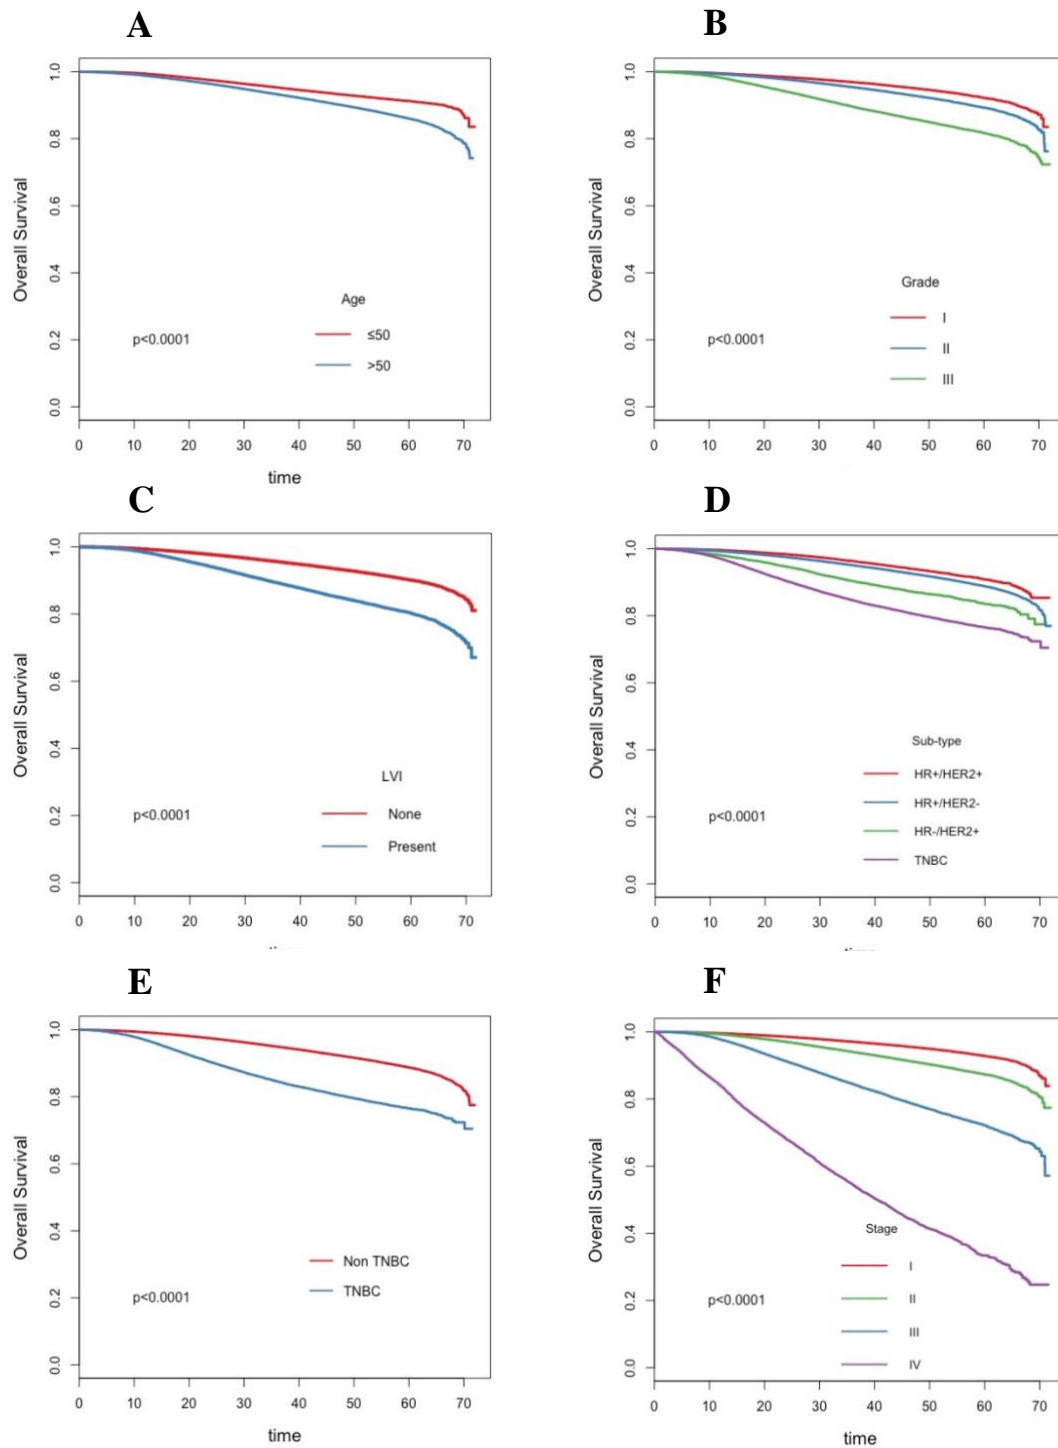 A
1.0
0.8
0.6
0.4
0.2
0.0
Overall Survival
Age
≤50
>50
p<0.0001
0 10 20 30 40 50 60 70
time
B
1.0
0.8
0.6
0.4
0.2
0.0
Overall Survival
Grade
I
II
III
p<0.0001
0 10 20 30 40 50 60 70
C
1.0
0.8
0.6
0.4
0.2
0.0
Overall Survival
LVI
None
Present
p<0.0001
0 10 20 30 40 50 60 70
D
1.0
0.8
0.6
0.4
0.2
0.0
Overall Survival
Sub-type
HR+/HER2+
HR+/HER2-
HR-/HER2+
TNBC
p<0.0001
0 10 20 30 40 50 60 70
E
1.0
0.8
0.6
0.4
0.2
0.0
Overall Survival
Non TNBC
TNBC
p<0.0001
0 10 20 30 40 50 60 70
time
F
1.0
0.8
0.6
0.4
0.2
0.0
Overall Survival
Stage
I
II
III
IV
p<0.0001
0 10 20 30 40 50 60 70
time